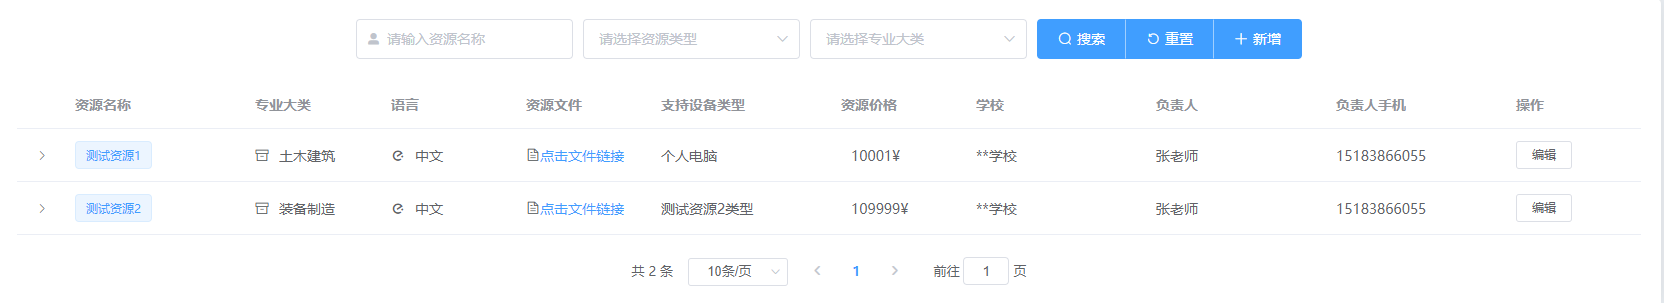 请输入资源名称 请选择资源类型 请选择专业大类 搜索 重置 新增
资源名称 专业大类 语言 资源文件 支持设备类型 资源价格 学校 负责人 负责人手机 操作
测试资源1 土木建筑 中文 点击文件链接 个人电脑 10001¥ **学校 张老师 15183866055 编辑
测试资源2 装备制造 中文 点击文件链接 测试资源2类型 109999¥ **学校 张老师 15183866055 编辑
共 2 条 10条/页 1 前往 1 页